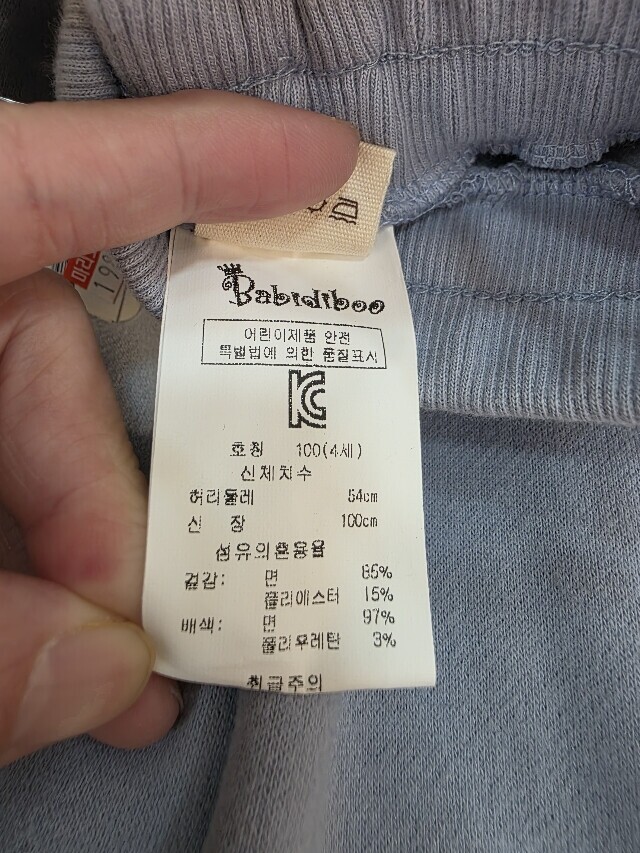 Babidiboo
어린이제품 안전
특별법에 의한 품질표시
KC
호칭 100(4세)
신체치수
허리둘레 54cm
신 장 100cm
섬유의혼용율
겉감: 면 85%
폴리에스터 15%
배색: 면 97%
폴리우레탄 3%
취급주의